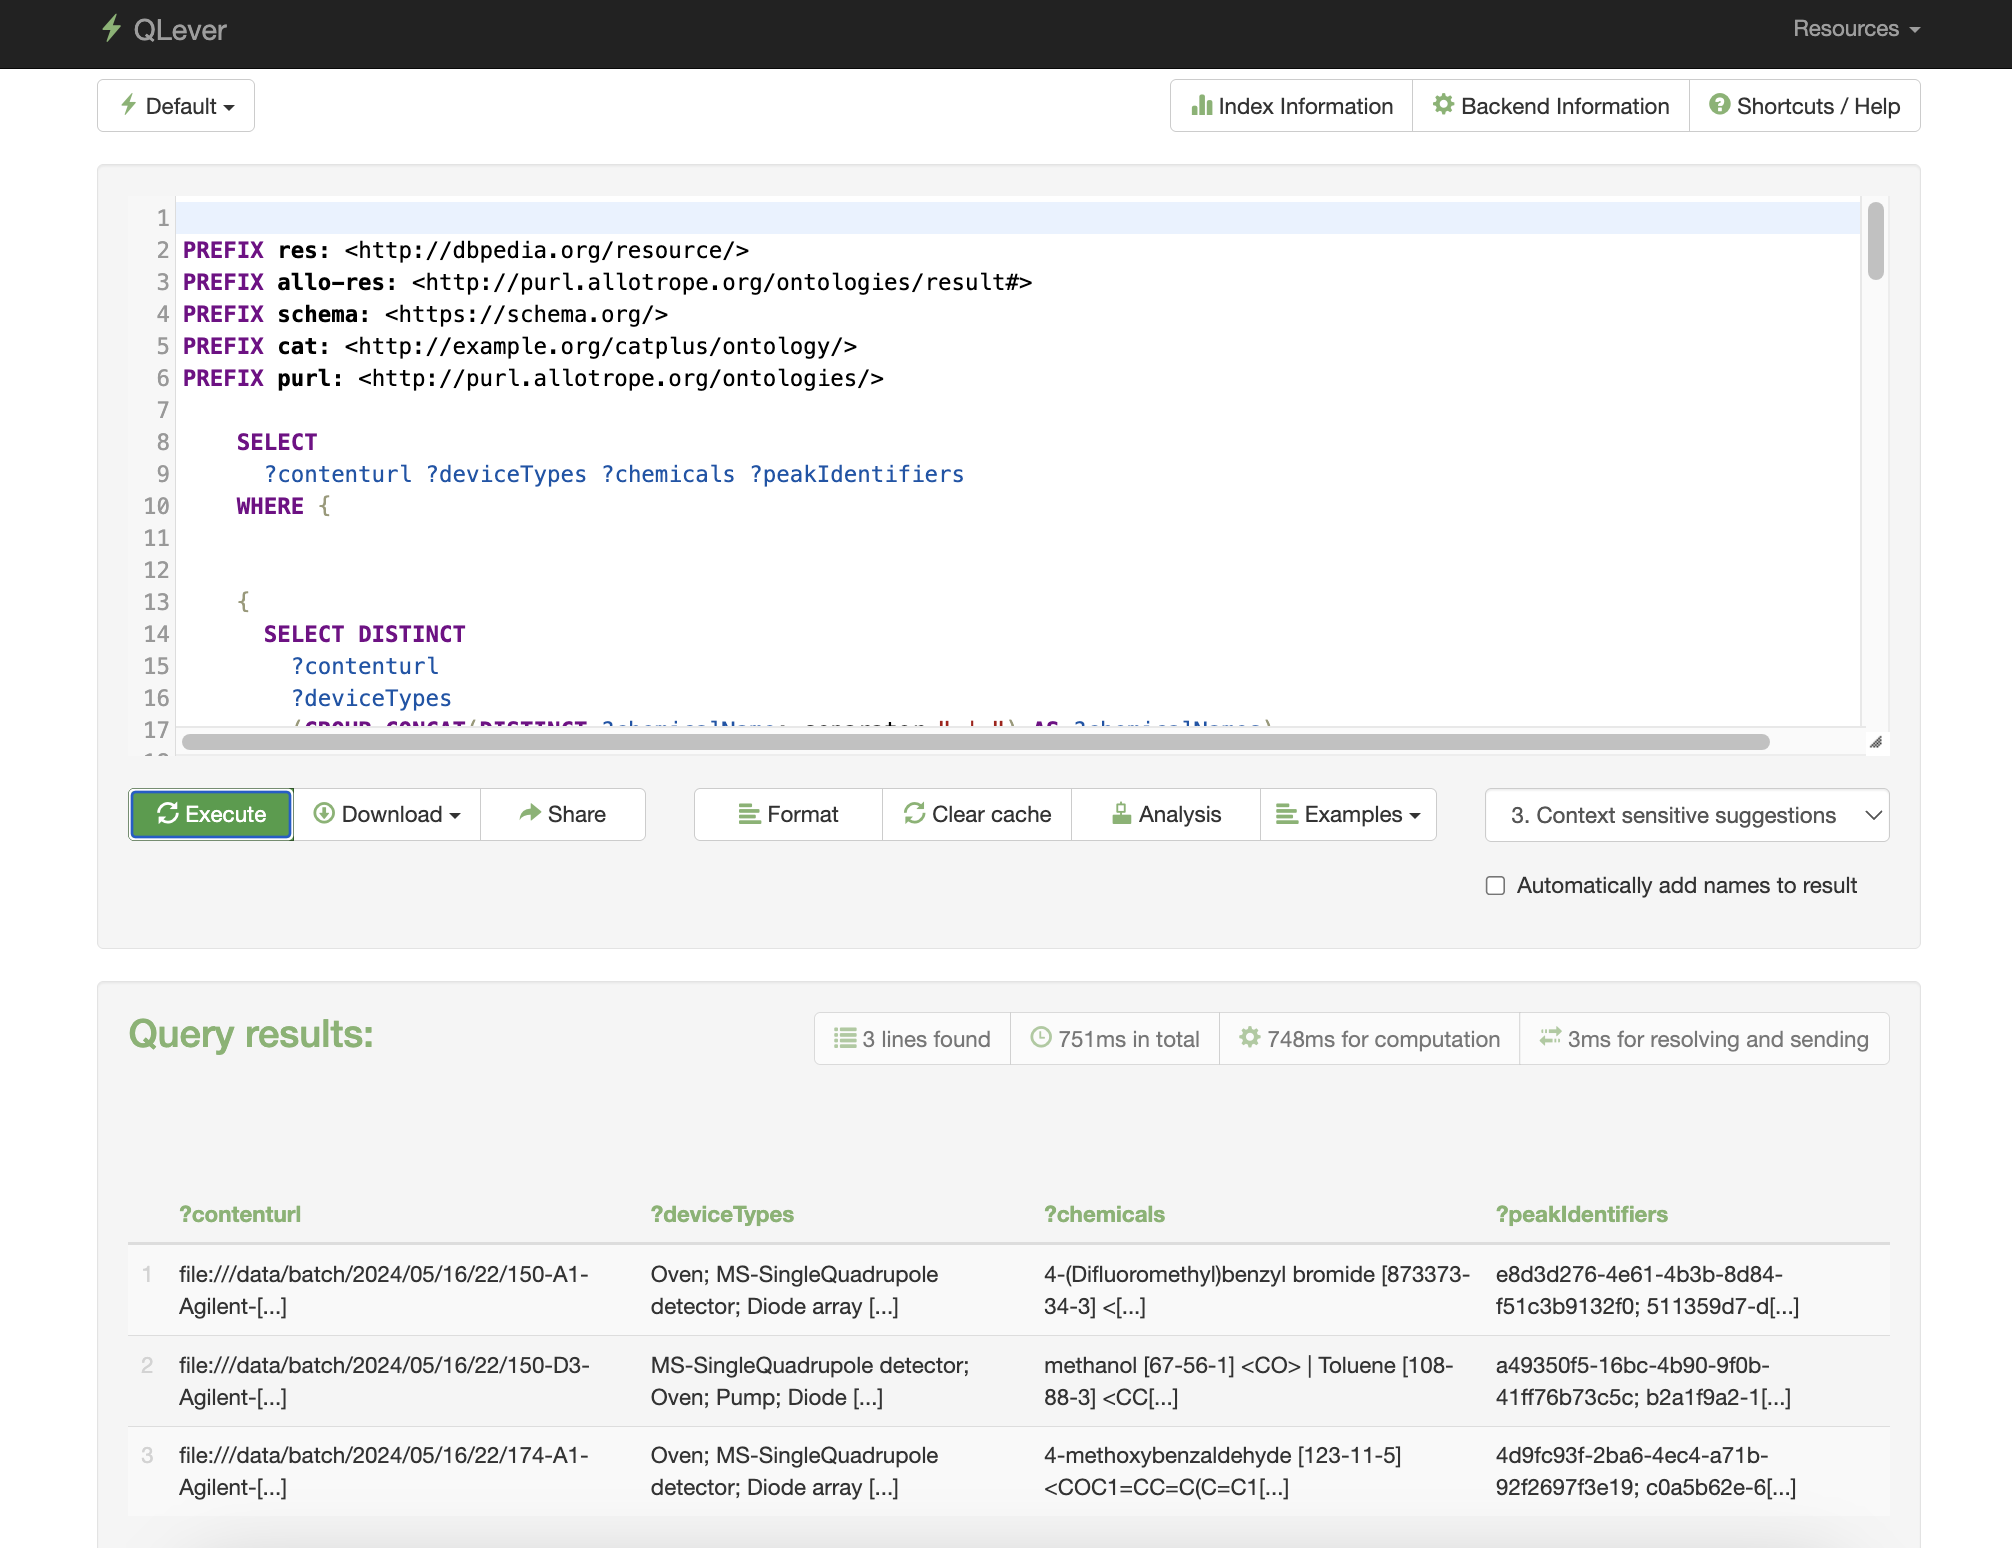 QLever
Resources
Default
Index Information
Backend Information
Shortcuts / Help
1
2 PREFIX res: <http://dbpedia.org/resource/>
3 PREFIX allo-res: <http://purl.allotrope.org/ontologies/result#>
4 PREFIX schema: <https://schema.org/>
5 PREFIX cat: <http://example.org/catplus/ontology/>
6 PREFIX purl: <http://purl.allotrope.org/ontologies/>
7
8 SELECT
9 ?contenturl ?deviceTypes ?chemicals ?peakIdentifiers
10 WHERE {
11
12
13 {
14 SELECT DISTINCT
15 ?contenturl
16 ?deviceTypes
17 (GROUP_CONCAT(DISTINCT ?chemicalName; separator=" | ") AS ?chemicalNames)
Execute
Download
Share
Format
Clear cache
Analysis
Examples
3. Context sensitive suggestions
Automatically add names to result
Query results:
3 lines found
751ms in total
748ms for computation
3ms for resolving and sending
?contenturl ?deviceTypes ?chemicals ?peakIdentifiers
1 file:///data/batch/2024/05/16/22/150-A1- Oven; MS-SingleQuadrupole 4-(Difluoromethyl)benzyl bromide [873373- e8d3d276-4e61-4b3b-8d84-
Agilent-[...] detector; Diode array [...] 34-3] <[...] f51c3b9132f0; 511359d7-d[...]
2 file:///data/batch/2024/05/16/22/150-D3- MS-SingleQuadrupole detector; methanol [67-56-1] <CO> | Toluene [108- a49350f5-16bc-4b90-9f0b-
Agilent-[...] Oven; Pump; Diode [...] 88-3] <CC[...] 41ff76b73c5c; b2a1f9a2-1[...]
3 file:///data/batch/2024/05/16/22/174-A1- Oven; MS-SingleQuadrupole 4-methoxybenzaldehyde [123-11-5] 4d9fc93f-2ba6-4ec4-a71b-
Agilent-[...] detector; Diode array [...] <COC1=CC=C(C=C1[...] 92f2697f3e19; c0a5b62e-6[...]